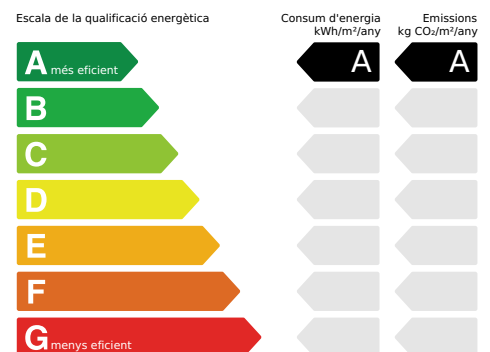 Escala de la qualificació energètica
Consum d'energia
kWh/m²/any
Emissions
kg CO₂/m²/any
A més eficient
A
A
B
C
D
E
F
G menys eficient